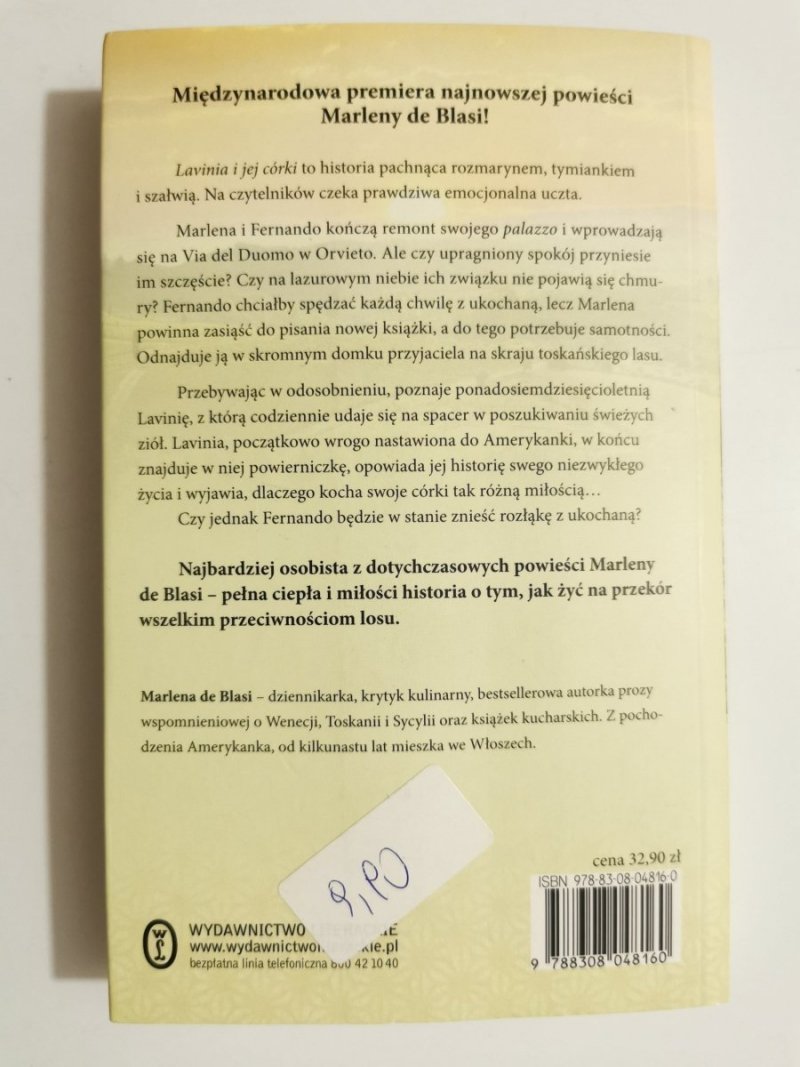 Międzynarodowa premiera najnowszej powieści
Marleny de Blasi!
Lavinia i jej córki to historia pachnąca rozmarynem, tymiankiem
i szałwią. Na czytelników czeka prawdziwa emocjonalna uczta.
Marlena i Fernando kończą remont swojego palazzo i wprowadzają
się na Via del Duomo w Orvieto. Ale czy upragniony spokój przyniesie
im szczęście? Czy na lazurowym niebie ich związku nie pojawią się chmu-
ry? Fernando chciałby spędzać każdą chwilę z ukochaną, lecz Marlena
powinna zasiąść do pisania nowej książki, a do tego potrzebuje samotności.
Odnajduje ją w skromnym domku przyjaciela na skraju toskańskiego lasu.
Przebywając w odosobnieniu, poznaje ponadosiemdziesięcioletnią
Lavinię, z którą codziennie udaje się na spacer w poszukiwaniu świeżych
ziół. Lavinia, początkowo wrogo nastawiona do Amerykanki, w końcu
znajduje w niej powierniczkę, opowiada jej historię swego niezwykłego
życia i wyjawia, dlaczego kocha swoje córki tak różną miłością...
Czy jednak Fernando będzie w stanie znieść rozłąkę z ukochaną?
Najbardziej osobista z dotychczasowych powieści Marleny
de Blasi – pełna ciepła i miłości historia o tym, jak żyć na przekór
wszelkim przeciwnościom losu.
Marlena de Blasi – dziennikarka, krytyk kulinarny, bestsellerowa autorka prozy
wspomnieniowej o Wenecji, Toskanii i Sycylii oraz książek kucharskich. Z pocho-
dzenia Amerykanka, od kilkunastu lat mieszka we Włoszech.
cena 32,90 zł
ISBN 978-83-08-04816-0
9 788308 048160
WYDAWNICTWO
bezpłatna linia telefoniczna 800 42 10 40